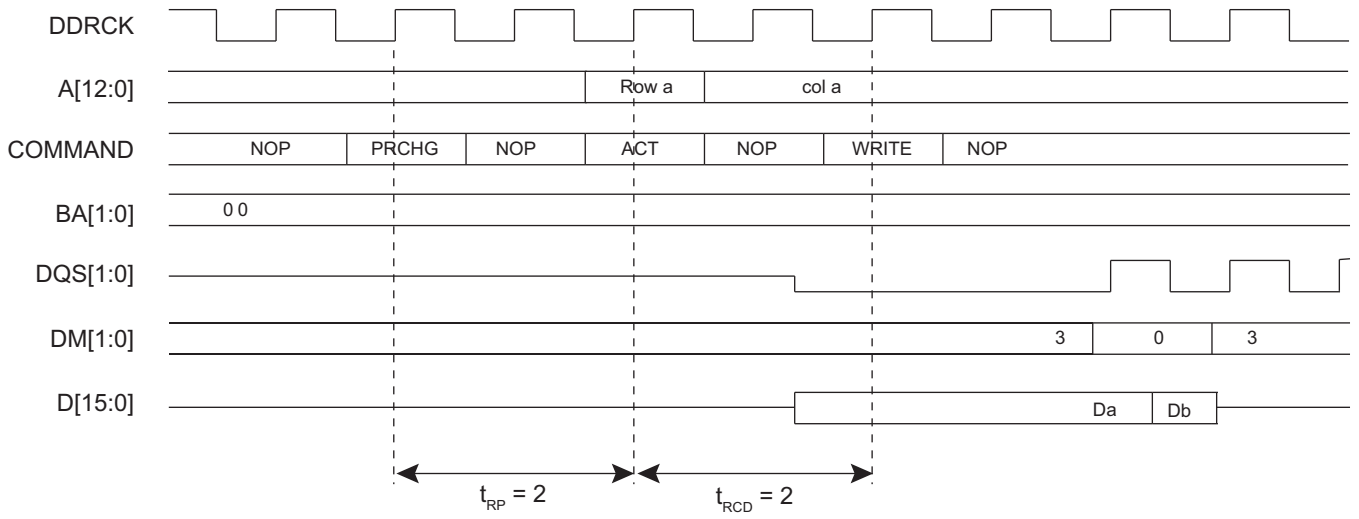 DDRCK
A[12:0] Row a col a
COMMAND NOP PRCHG NOP ACT NOP WRITE NOP
BA[1:0] 0 0
DQS[1:0]
DM[1:0] 3 0 3
D[15:0] Da Db
tRP = 2 tRCD = 2